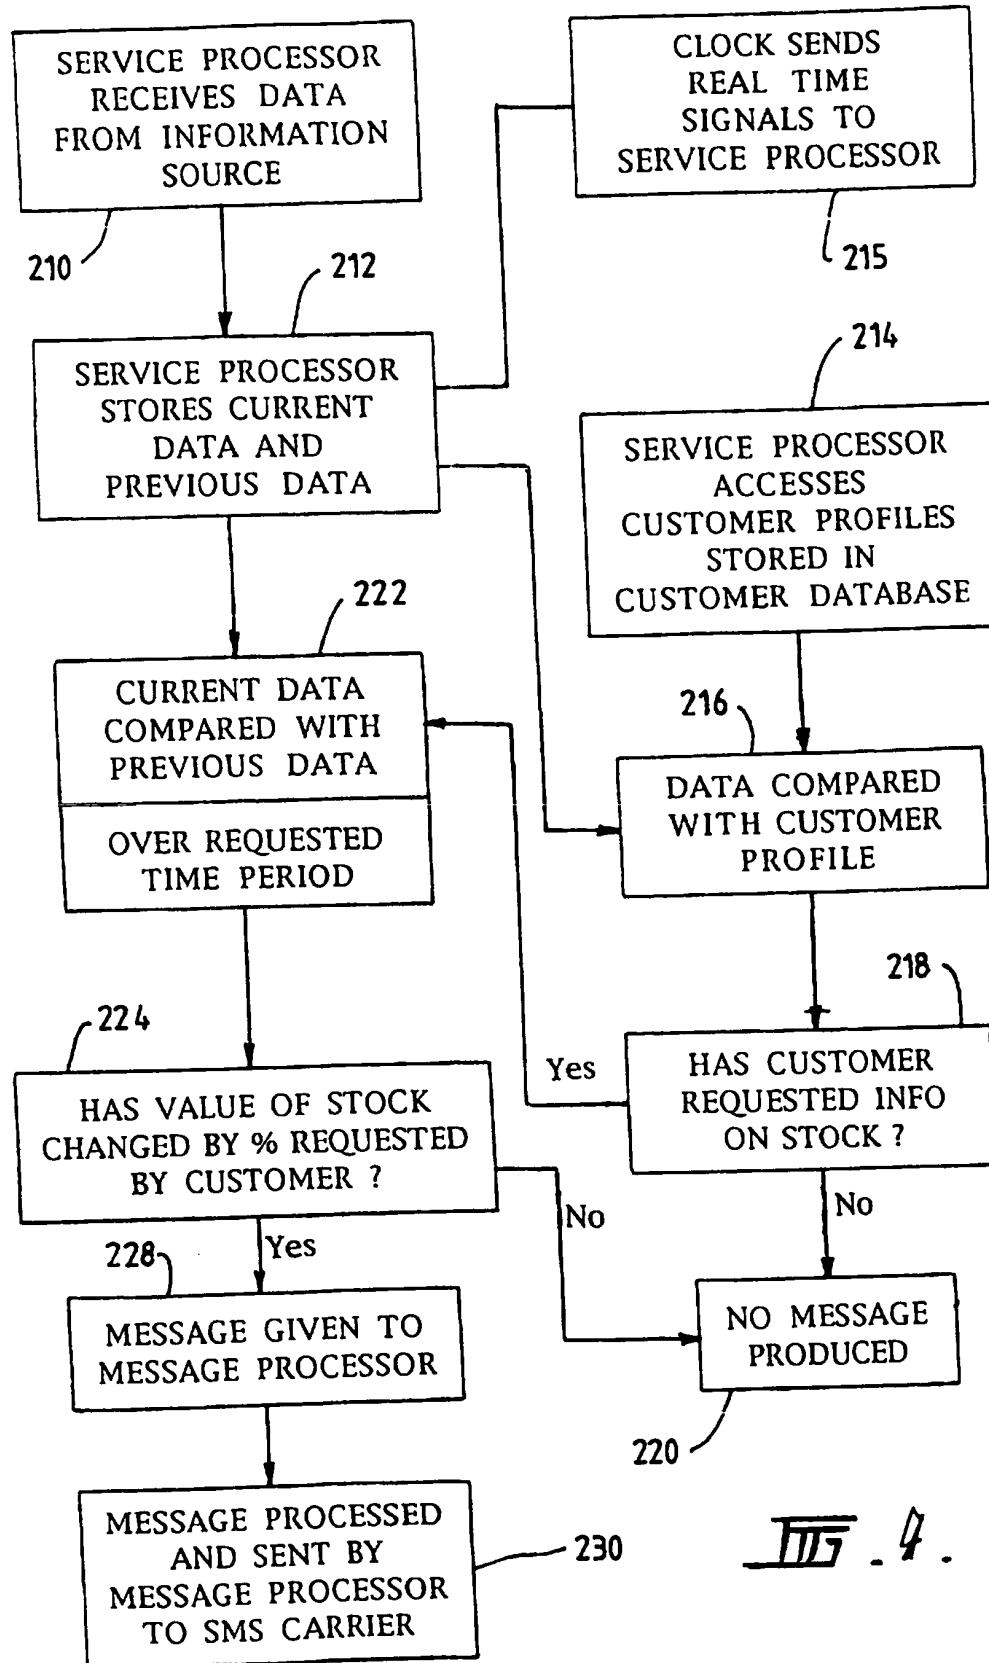 SERVICE PROCESSOR
RECEIVES DATA
FROM INFORMATION
SOURCE
210
CLOCK SENDS
REAL TIME
SIGNALS TO
SERVICE PROCESSOR
215
212
SERVICE PROCESSOR
STORES CURRENT
DATA AND
PREVIOUS DATA
214
SERVICE PROCESSOR
ACCESSES
CUSTOMER PROFILES
STORED IN
CUSTOMER DATABASE
222
CURRENT DATA
COMPARED WITH
PREVIOUS DATA
OVER REQUESTED
TIME PERIOD
216
DATA COMPARED
WITH CUSTOMER
PROFILE
218
HAS CUSTOMER
REQUESTED INFO
ON STOCK ?
Yes
No
224
HAS VALUE OF STOCK
CHANGED BY % REQUESTED
BY CUSTOMER ?
No
Yes
228
MESSAGE GIVEN TO
MESSAGE PROCESSOR
NO MESSAGE
PRODUCED
220
MESSAGE PROCESSED
AND SENT BY
MESSAGE PROCESSOR
TO SMS CARRIER
230
FIG.